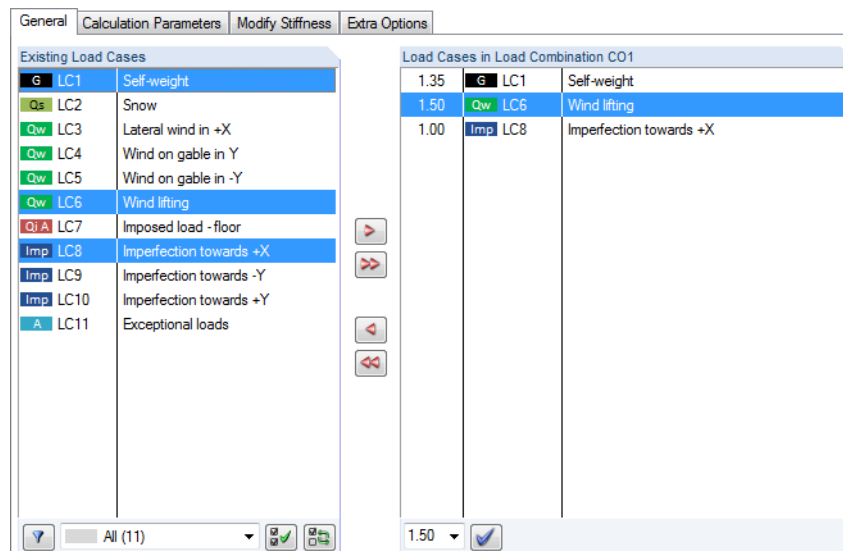 General Calculation Parameters Modify Stiffness Extra Options
Existing Load Cases
G LC1 Self-weight
Qs LC2 Snow
Qw LC3 Lateral wind in +X
Qw LC4 Wind on gable in Y
Qw LC5 Wind on gable in -Y
Qw LC6 Wind lifting
Qi A LC7 Imposed load - floor
Imp LC8 Imperfection towards +X
Imp LC9 Imperfection towards -Y
Imp LC10 Imperfection towards +Y
A LC11 Exceptional loads
All (11)
Load Cases in Load Combination CO1
1.35 G LC1 Self-weight
1.50 Qw LC6 Wind lifting
1.00 Imp LC8 Imperfection towards +X
1.50